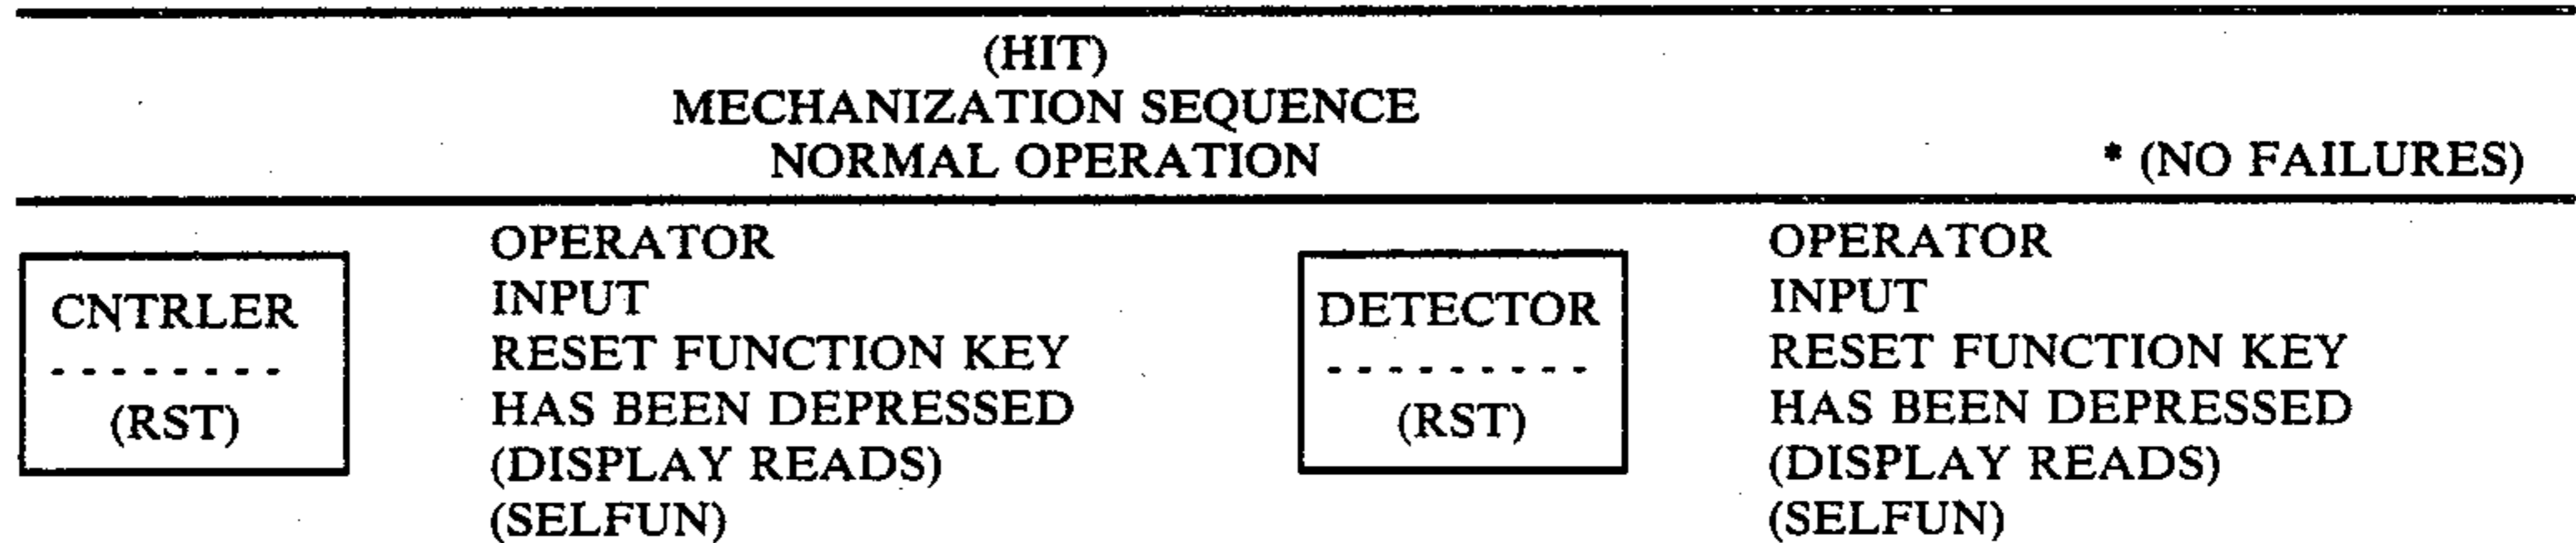 (HIT)
MECHANIZATION SEQUENCE
NORMAL OPERATION
* (NO FAILURES)
CNTRLER
- - - - - - - -
(RST)
OPERATOR
INPUT
RESET FUNCTION KEY
HAS BEEN DEPRESSED
(DISPLAY READS)
(SELFUN)
DETECTOR
- - - - - - - - -
(RST)
OPERATOR
INPUT
RESET FUNCTION KEY
HAS BEEN DEPRESSED
(DISPLAY READS)
(SELFUN)